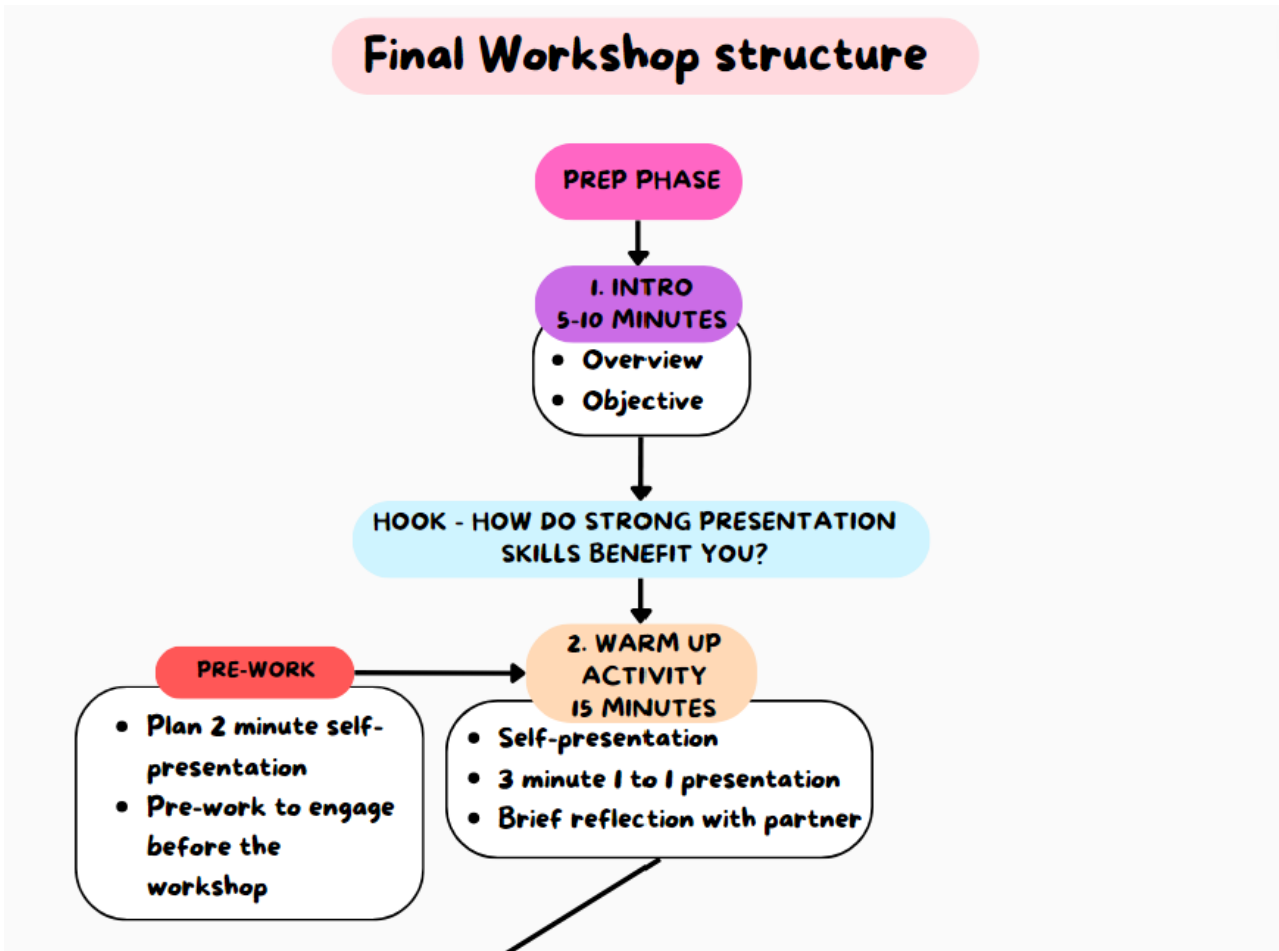 Final Workshop structure
PREP PHASE
1. INTRO
5-10 MINUTES
• Overview
• Objective
HOOK - HOW DO STRONG PRESENTATION
SKILLS BENEFIT YOU?
PRE-WORK
• Plan 2 minute self-
presentation
• Pre-work to engage
before the
workshop
2. WARM UP
ACTIVITY
15 MINUTES
• Self-presentation
• 3 minute 1 to 1 presentation
• Brief reflection with partner